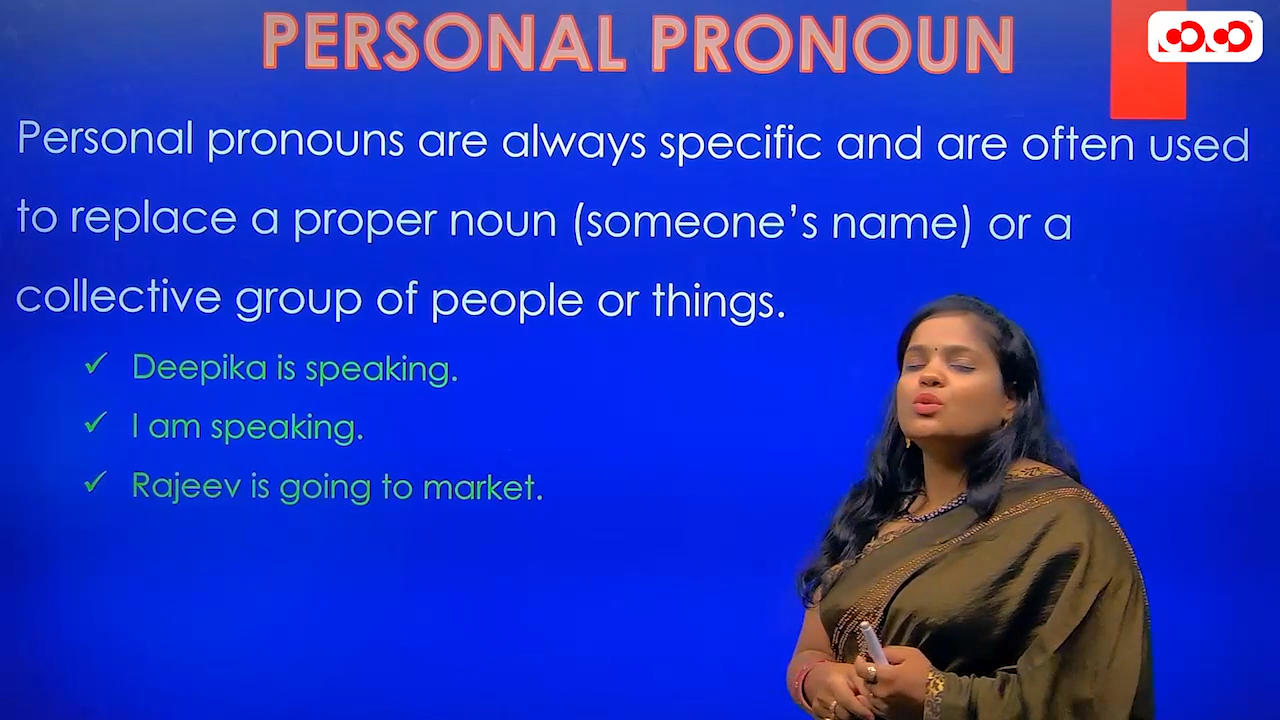 PERSONAL PRONOUN
Personal pronouns are always specific and are often used
to replace a proper noun (someone’s name) or a
collective group of people or things.
✓ Deepika is speaking.
✓ I am speaking.
✓ Rajeev is going to market.